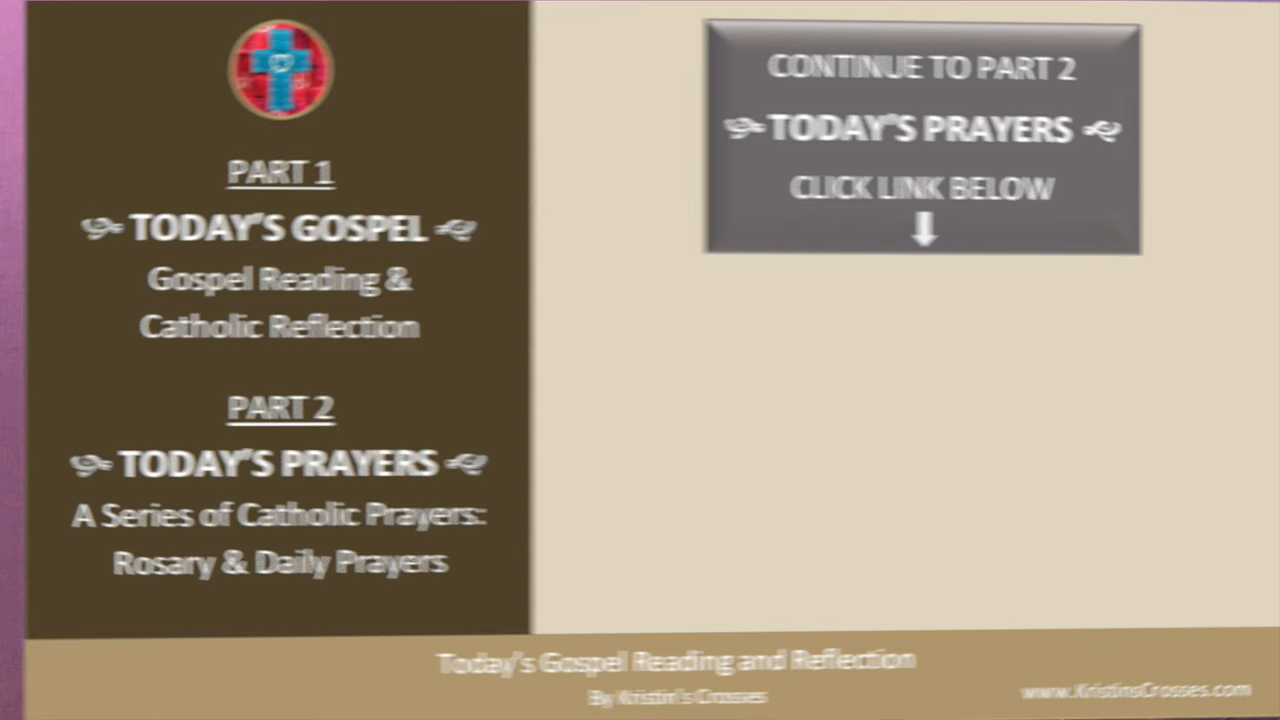 PART 1
TODAY'S GOSPEL
Gospel Reading &
Catholic Reflection
PART 2
TODAY'S PRAYERS
A Series of Catholic Prayers:
Rosary & Daily Prayers
CONTINUE TO PART 2
TODAY'S PRAYERS
CLICK LINK BELOW
Today's Gospel Reading and Reflection
By Kristin's Crosses
www.KristinsCrosses.com